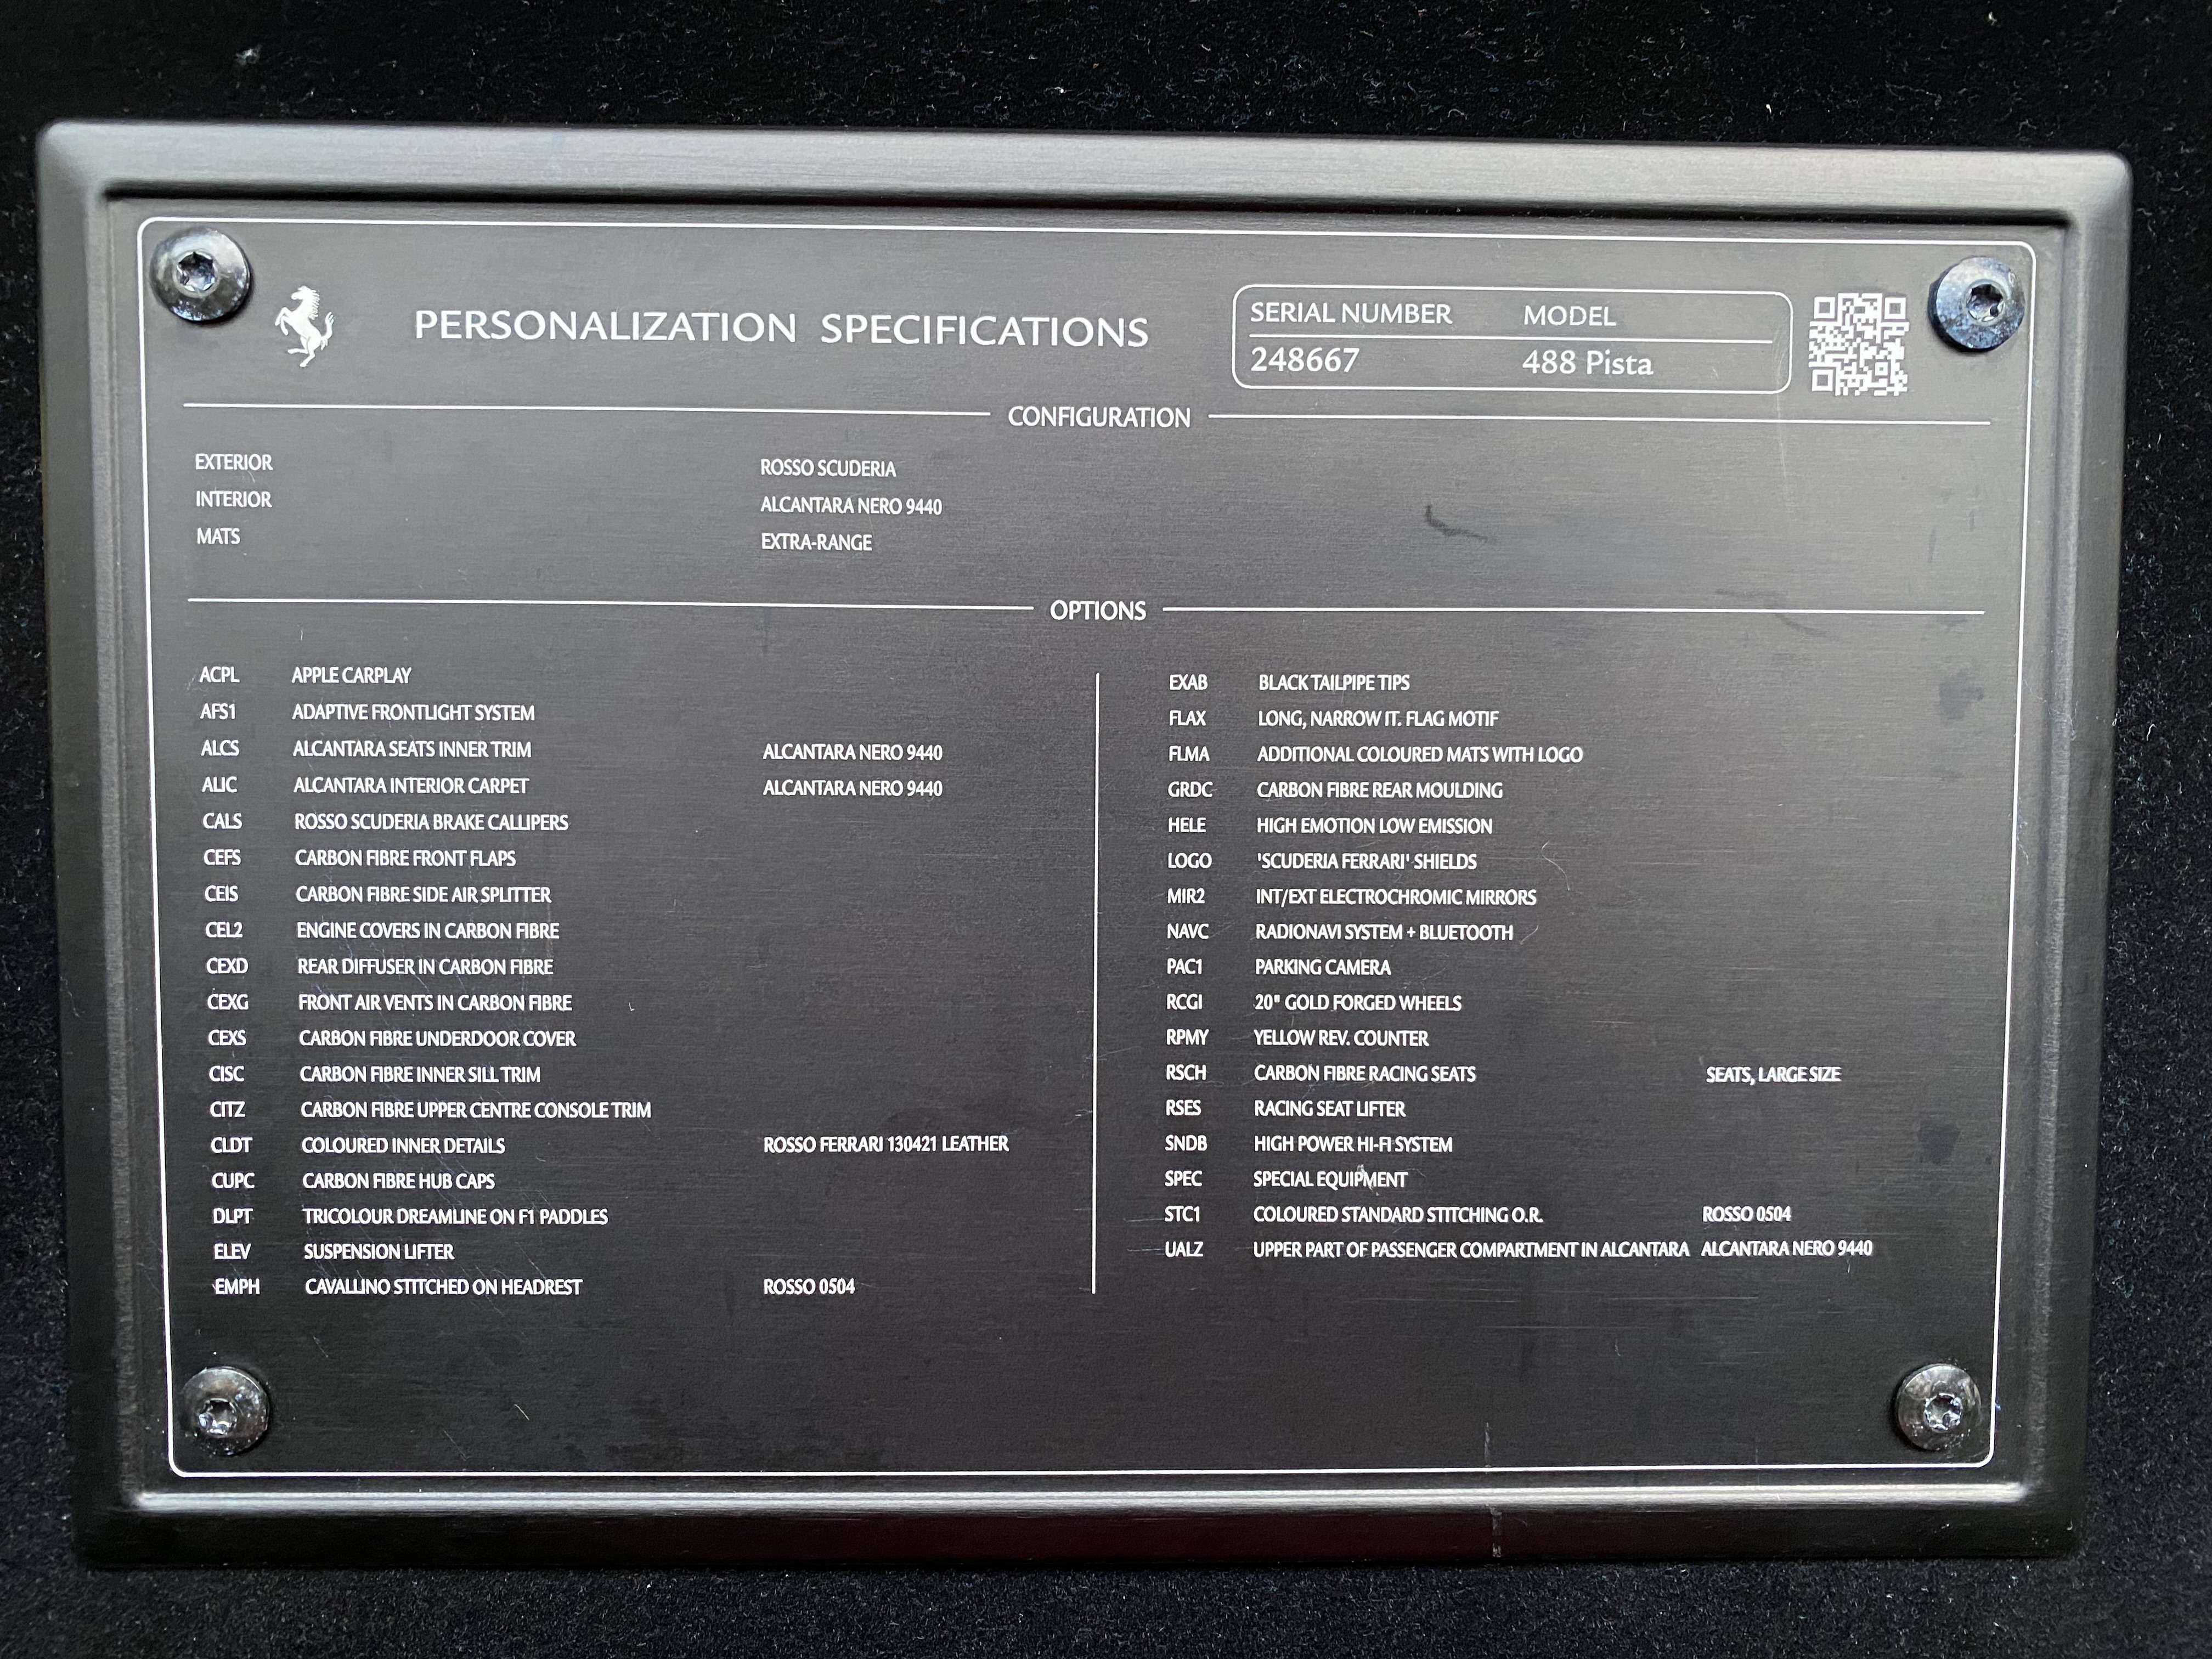 PERSONALIZATION SPECIFICATIONS
SERIAL NUMBER MODEL
248667 488 Pista
CONFIGURATION
EXTERIOR ROSSO SCUDERIA
INTERIOR ALCANTARA NERO 9440
MATS EXTRA-RANGE
OPTIONS
ACPL APPLE CARPLAY
AFS1 ADAPTIVE FRONTLIGHT SYSTEM
ALCS ALCANTARA SEATS INNER TRIM ALCANTARA NERO 9440
ALIC ALCANTARA INTERIOR CARPET ALCANTARA NERO 9440
CALS ROSSO SCUDERIA BRAKE CALLIPERS
CEFS CARBON FIBRE FRONT FLAPS
CEIS CARBON FIBRE SIDE AIR SPLITTER
CEL2 ENGINE COVERS IN CARBON FIBRE
CEXD REAR DIFFUSER IN CARBON FIBRE
CEXG FRONT AIR VENTS IN CARBON FIBRE
CEXS CARBON FIBRE UNDERDOOR COVER
CISC CARBON FIBRE INNER SILL TRIM
CITZ CARBON FIBRE UPPER CENTRE CONSOLE TRIM
CLDT COLOURED INNER DETAILS ROSSO FERRARI 130421 LEATHER
CUPC CARBON FIBRE HUB CAPS
DLPT TRICOLOUR DREAMLINE ON F1 PADDLES
ELEV SUSPENSION LIFTER
EMPH CAVALLINO STITCHED ON HEADREST ROSSO 0504
EXAB BLACK TAILPIPE TIPS
FLAX LONG, NARROW IT. FLAG MOTIF
FLMA ADDITIONAL COLOURED MATS WITH LOGO
GRDC CARBON FIBRE REAR MOULDING
HELE HIGH EMOTION LOW EMISSION
LOGO 'SCUDERIA FERRARI' SHIELDS
MIR2 INT/EXT ELECTROCHROMIC MIRRORS
NAVC RADIONAVI SYSTEM + BLUETOOTH
PAC1 PARKING CAMERA
RCGI 20" GOLD FORGED WHEELS
RPMY YELLOW REV. COUNTER
RSCH CARBON FIBRE RACING SEATS SEATS, LARGE SIZE
RSES RACING SEAT LIFTER
SNDB HIGH POWER HI-FI SYSTEM
SPEC SPECIAL EQUIPMENT
STC1 COLOURED STANDARD STITCHING O.R. ROSSO 0504
UALZ UPPER PART OF PASSENGER COMPARTMENT IN ALCANTARA ALCANTARA NERO 9440